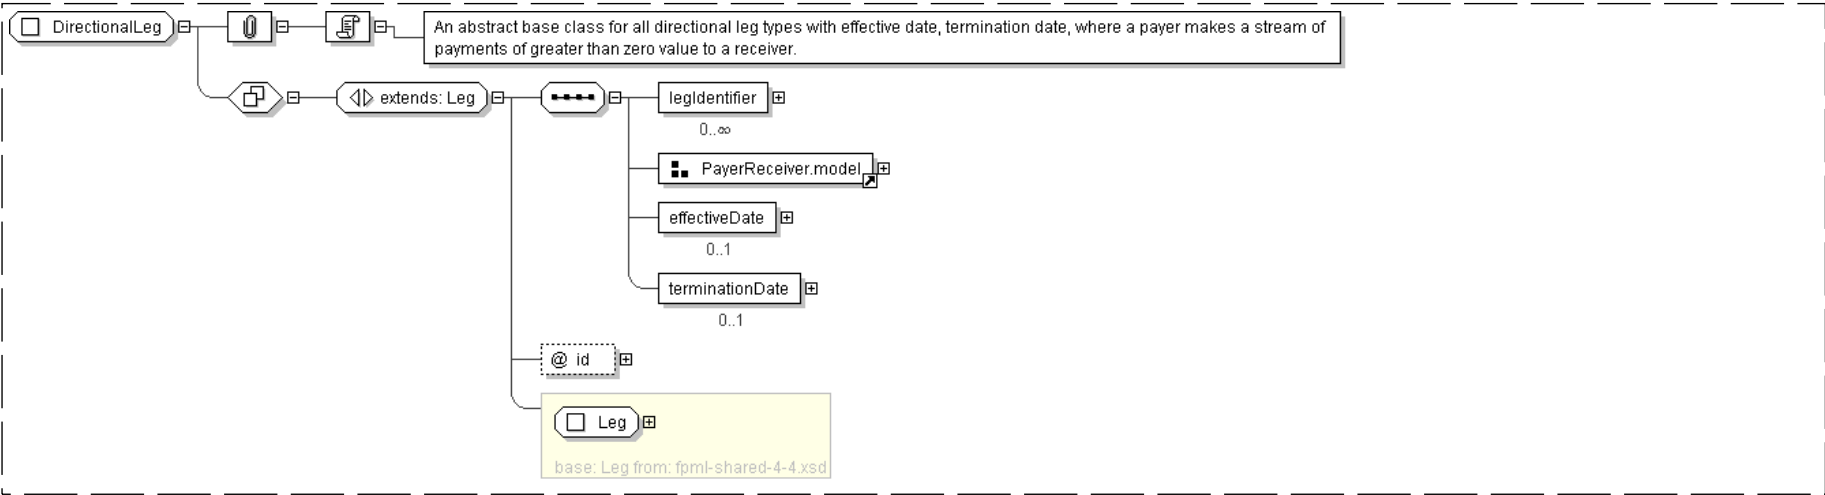 DirectionalLeg
An abstract base class for all directional leg types with effective date, termination date, where a payer makes a stream of
payments of greater than zero value to a receiver.
extends: Leg
legIdentifier
0..∞
PayerReceiver.model
effectiveDate
0..1
terminationDate
0..1
@ id
Leg
base: Leg from: fpml-shared-4-4.xsd